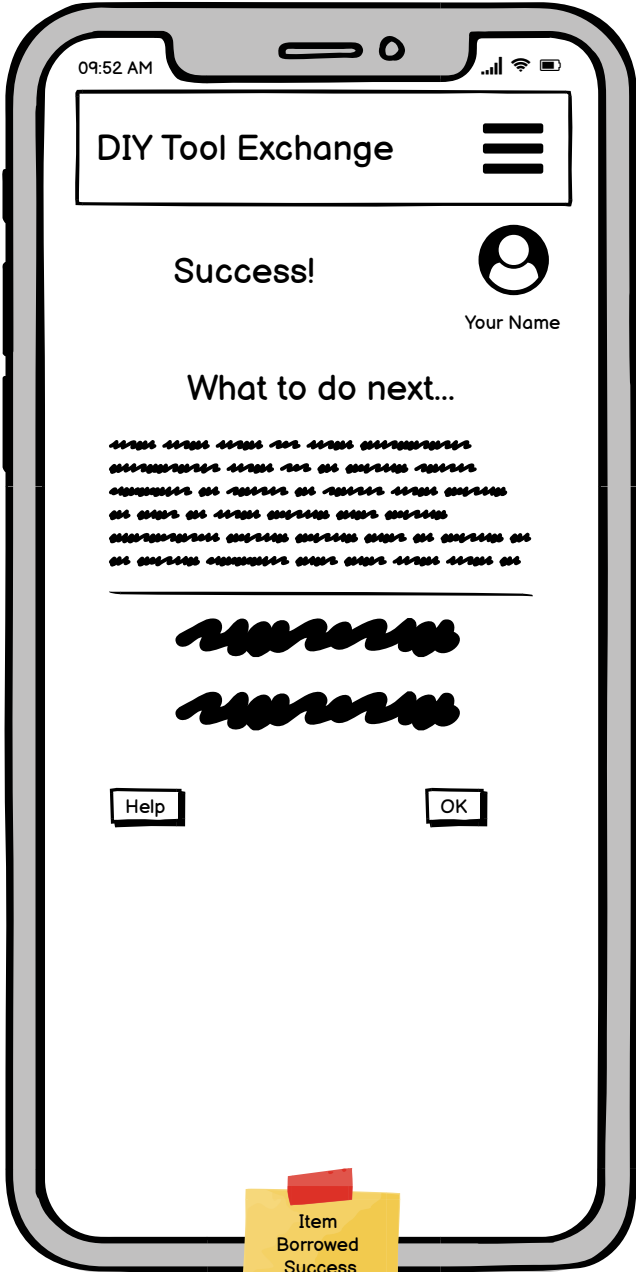 09:52 AM
DIY Tool Exchange
Success!
Your Name
What to do next...
Help
OK
Item
Borrowed
Success